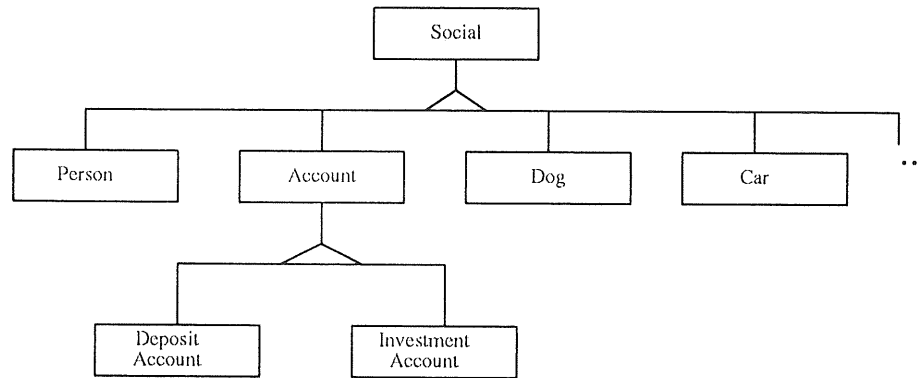 Social
Person
Account
Dog
Car
..
Deposit
Account
Investment
Account